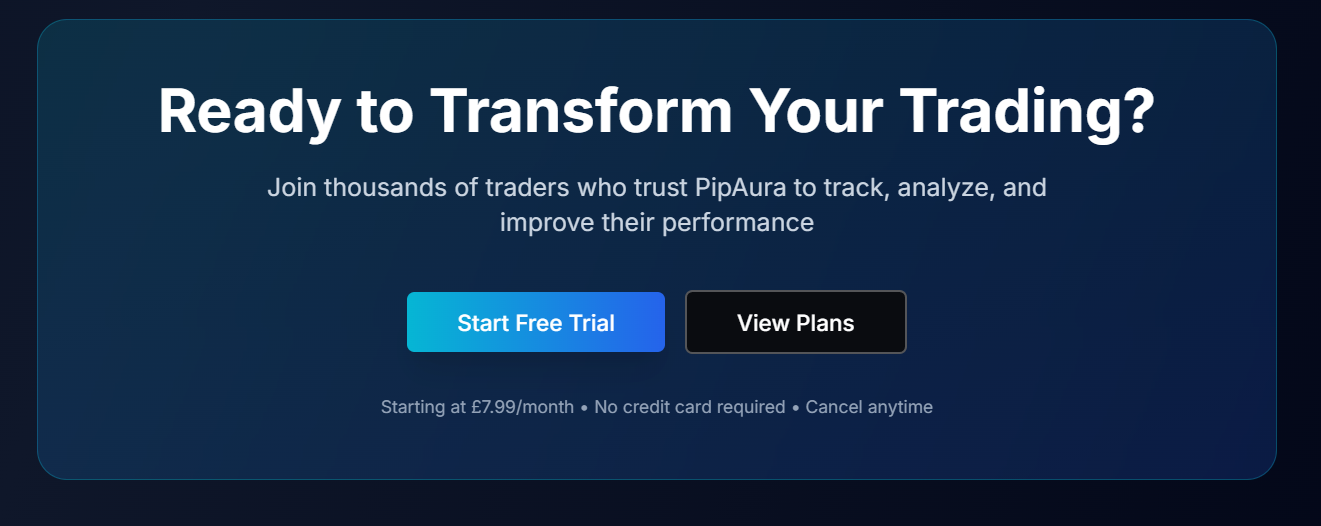 Ready to Transform Your Trading?
Join thousands of traders who trust PipAura to track, analyze, and
improve their performance
Start Free Trial
View Plans
Starting at £7.99/month • No credit card required • Cancel anytime